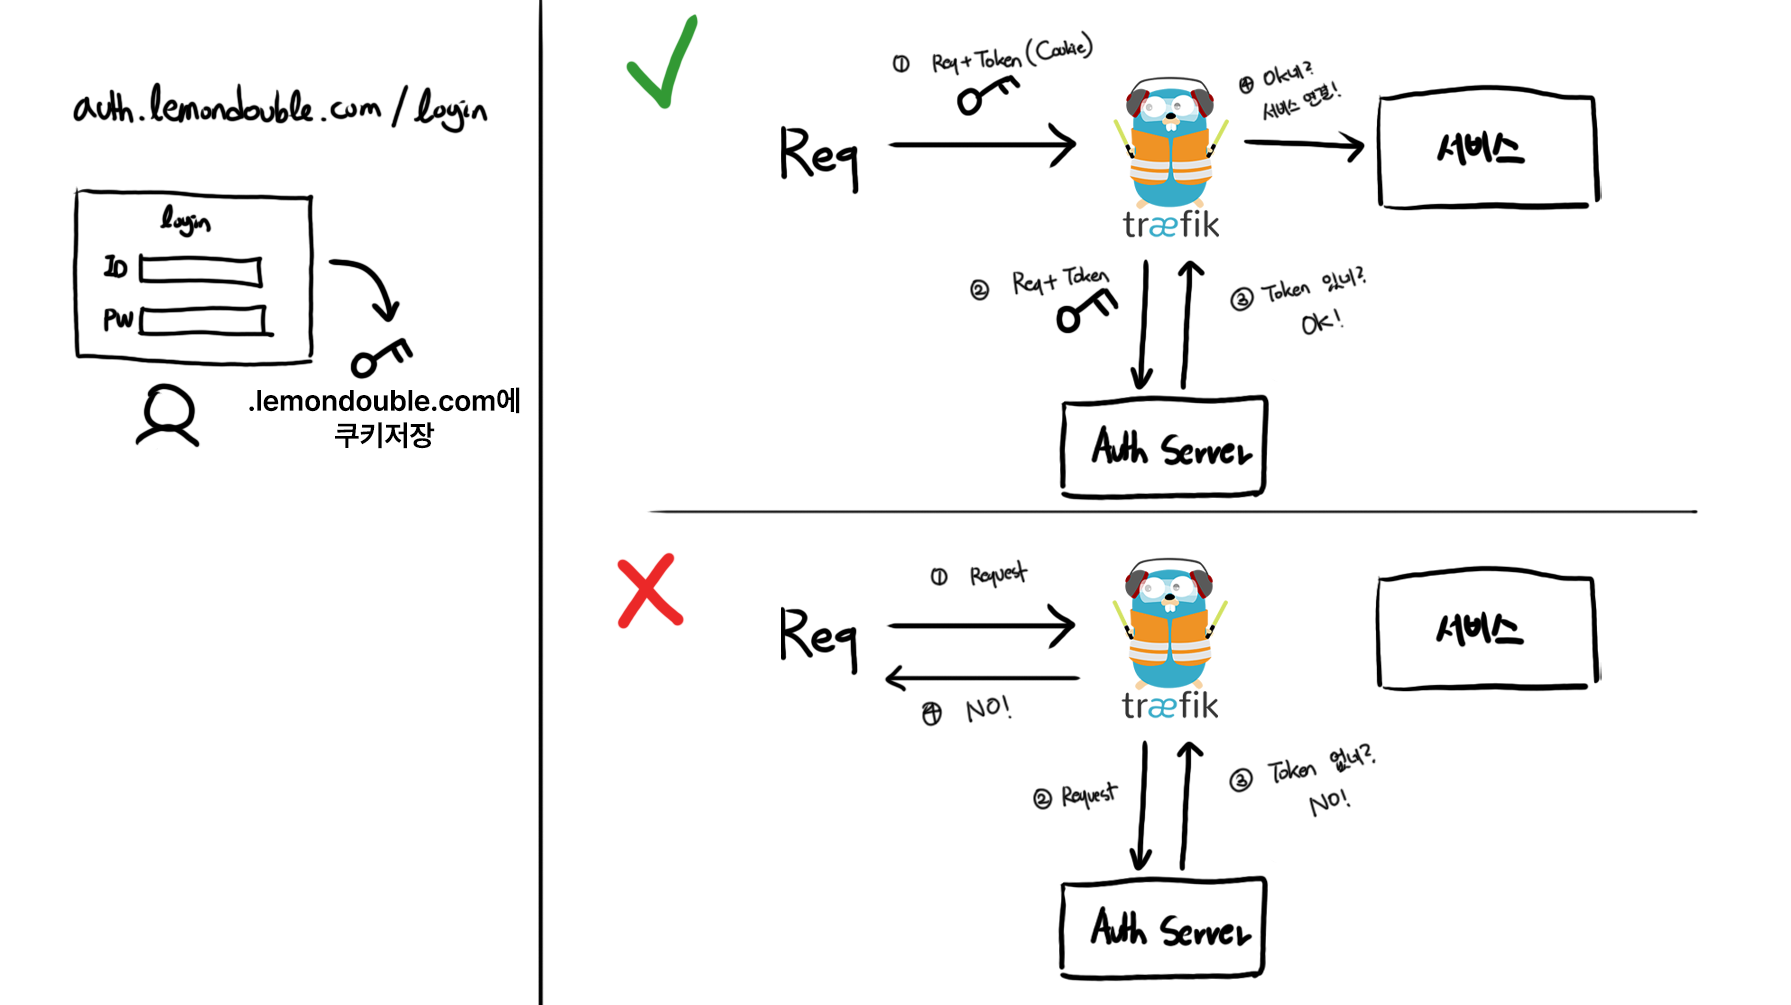 auth.lemondouble.com/login
login
ID
PW
.lemondouble.com에
쿠키저장
① Req+Token(Cookie)
Req
træfik
④ OK네?
서비스 연결!
서비스
② Req+Token
③ Token 있네?
OK!
Auth Server
① Request
Req
④ NO!
træfik
서비스
② Request
③ Token 없네?
NO!
Auth Server